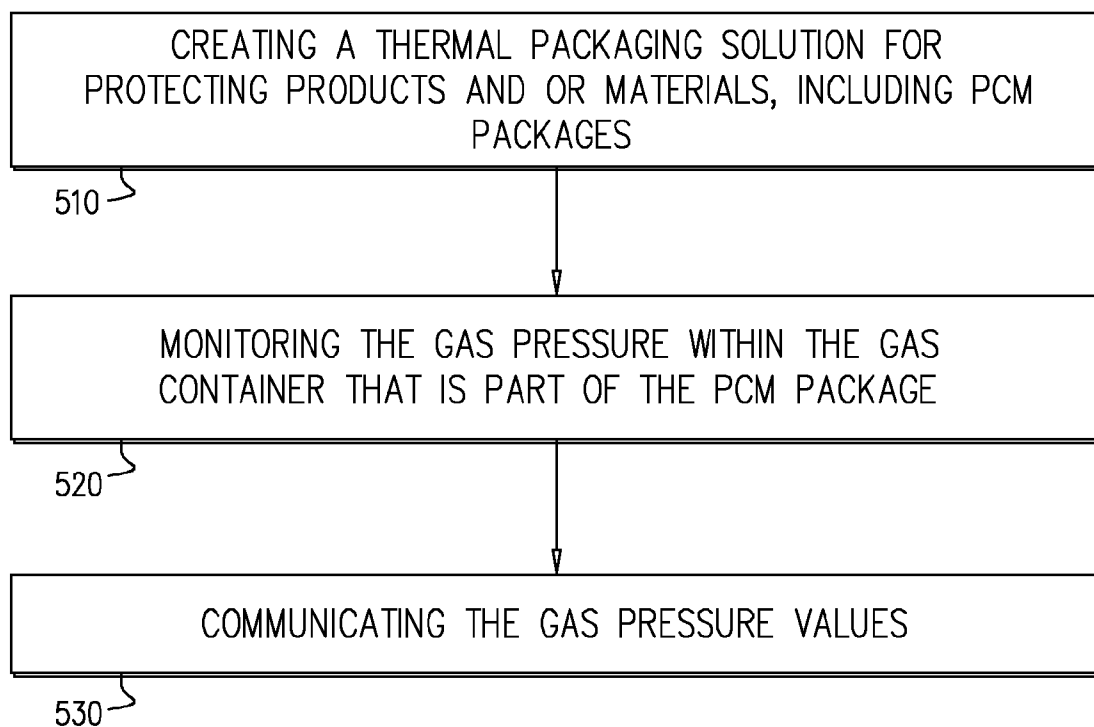 CREATING A THERMAL PACKAGING SOLUTION FOR
PROTECTING PRODUCTS AND OR MATERIALS, INCLUDING PCM
PACKAGES
510
MONITORING THE GAS PRESSURE WITHIN THE GAS
CONTAINER THAT IS PART OF THE PCM PACKAGE
520
COMMUNICATING THE GAS PRESSURE VALUES
530